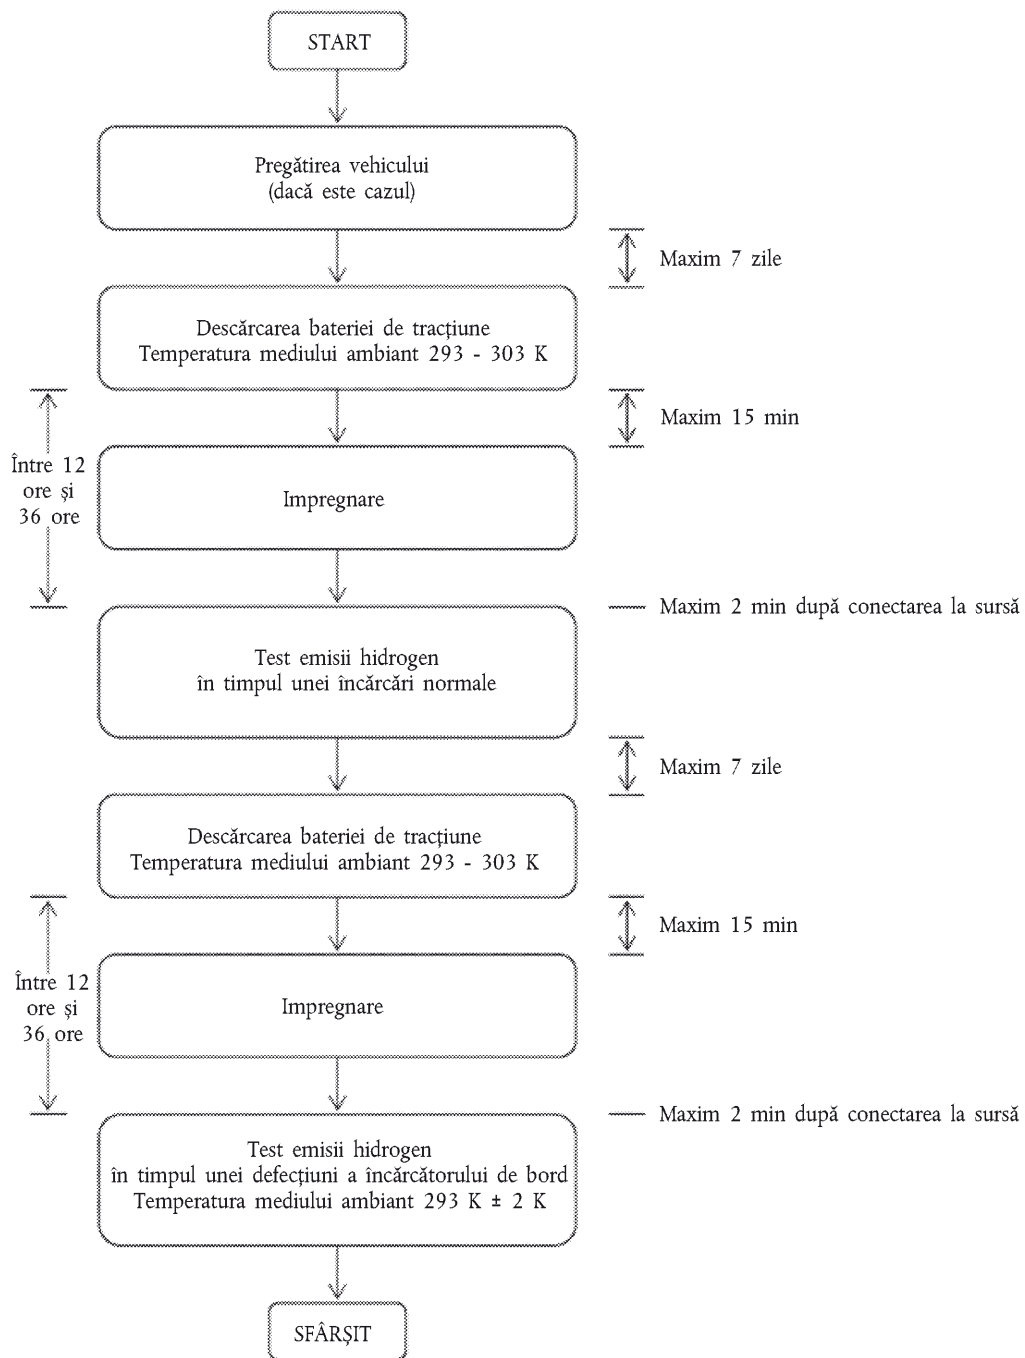 START
Pregătirea vehicului
(dacă este cazul)
Maxim 7 zile
Descărcarea bateriei de tracțiune
Temperatura mediului ambiant 293 - 303 K
Maxim 15 min
Între 12
ore și
36 ore
Impregnare
Maxim 2 min după conectarea la sursă
Test emisii hidrogen
în timpul unei încărcări normale
Maxim 7 zile
Descărcarea bateriei de tracțiune
Temperatura mediului ambiant 293 - 303 K
Maxim 15 min
Între 12
ore și
36 ore
Impregnare
Maxim 2 min după conectarea la sursă
Test emisii hidrogen
în timpul unei defecțiuni a încărcătorului de bord
Temperatura mediului ambiant 293 K ± 2 K
SFÂRȘIT